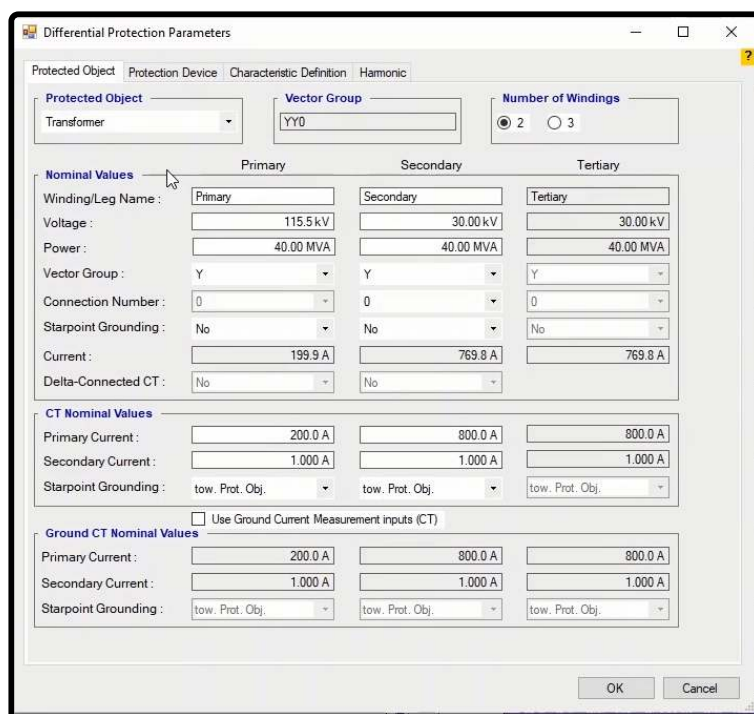 Differential Protection Parameters
?
Protected Object Protection Device Characteristic Definition Harmonic
Protected Object Vector Group Number of Windings
Transformer YY0 2 3
Primary Secondary Tertiary
Nominal Values
Winding/Leg Name : Primary Secondary Tertiary
Voltage : 115.5 kV 30.00 kV 30.00 kV
Power : 40.00 MVA 40.00 MVA 40.00 MVA
Vector Group : Y Y Y
Connection Number : 0 0 0
Starpoint Grounding : No No No
Current : 199.9 A 769.8 A 769.8 A
Delta-Connected CT : No No
CT Nominal Values
Primary Current : 200.0 A 800.0 A 800.0 A
Secondary Current : 1.000 A 1.000 A 1.000 A
Starpoint Grounding : tow. Prot. Obj. tow. Prot. Obj. tow. Prot. Obj.
Use Ground Current Measurement inputs (CT)
Ground CT Nominal Values
Primary Current : 200.0 A 800.0 A 800.0 A
Secondary Current : 1.000 A 1.000 A 1.000 A
Starpoint Grounding : tow. Prot. Obj. tow. Prot. Obj. tow. Prot. Obj.
OK Cancel